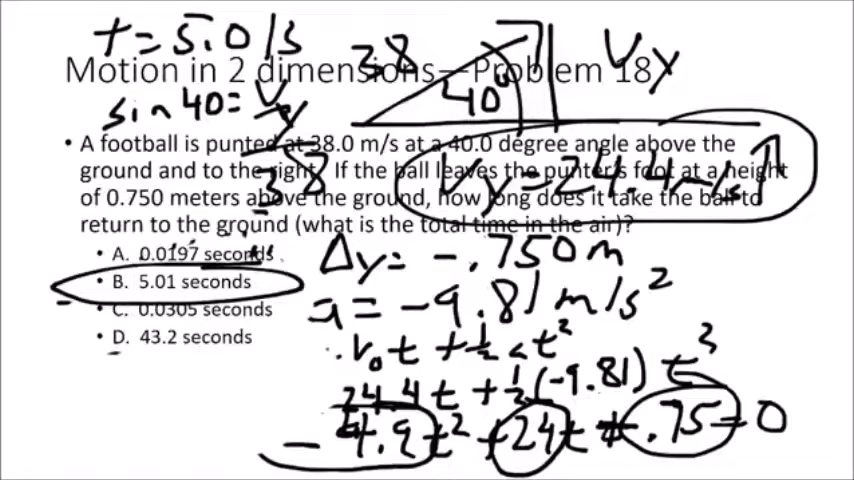 t = 5.01s
38
Vy
Motion in 2 dimensions—Problem 18
40°
sin 40 = Vy
38
• A football is punted at 38.0 m/s at a 40.0 degree angle above the
ground and to the right. If the ball leaves the punter's foot at a height
of 0.750 meters above the ground, how long does it take the ball to
return to the ground (what is the total time in the air)?
Vy = 24.4 m/s ↑
• A. 0.0197 seconds
• B. 5.01 seconds
• C. 0.0305 seconds
• D. 43.2 seconds
Δy = -.750 m
a = -9.81 m/s²
V₀t + ½at²
24.4t + ½(-9.81)t²
-4.9t² + 24t + .75 = 0